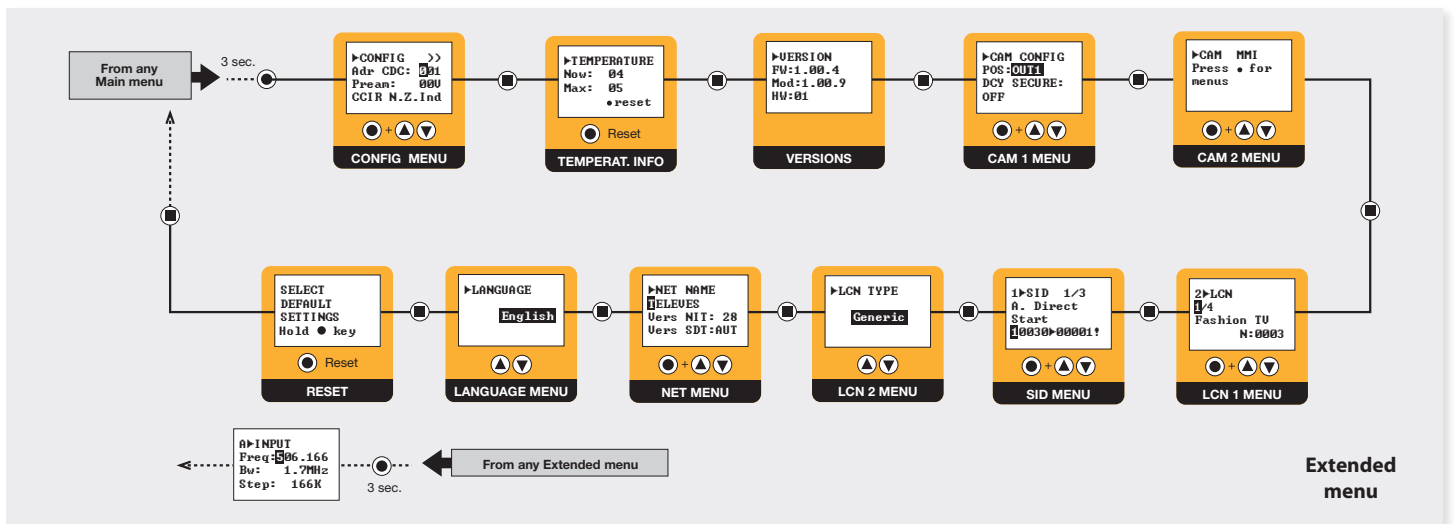 From any
Main menu
3 sec.
▶CONFIG >>
Adr CDC: 001
Pream: 00V
CCIR N.Z.Ind
+
CONFIG MENU
▶TEMPERATURE
Now: 04
Max: 05
●reset
Reset
TEMPERAT. INFO
▶VERSION
FW:1.00.4
Mod:1.00.9
HW:01
VERSIONS
▶CAM CONFIG
POS:OUT1
DCY SECURE:
OFF
+
CAM 1 MENU
▶CAM MMI
Press ● for
menus
+
CAM 2 MENU
SELECT
DEFAULT
SETTINGS
Hold ● key
Reset
RESET
▶LANGUAGE
English
LANGUAGE MENU
▶NET NAME
TELEVES
Vers NIT: 28
Vers SDT:AUT
+
NET MENU
▶LCN TYPE
Generic
LCN 2 MENU
1▶SID 1/3
A. Direct
Start
10030▶00001!
+
SID MENU
2▶LCN
1/4
Fashion TV
N:0003
+
LCN 1 MENU
A▶INPUT
Freq:506.166
Bw: 1.7MHz
Step: 166K
3 sec.
From any Extended menu
Extended
menu